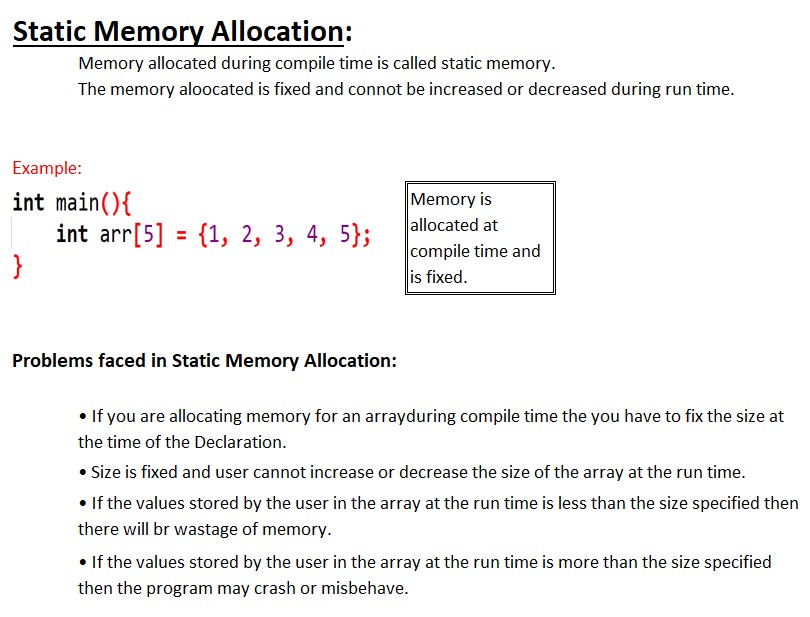 Static Memory Allocation:
Memory allocated during compile time is called static memory.
The memory aloocated is fixed and connot be increased or decreased during run time.
Example:
int main(){
int arr[5] = {1, 2, 3, 4, 5};
}
Memory is
allocated at
compile time and
is fixed.
Problems faced in Static Memory Allocation:
• If you are allocating memory for an arrayduring compile time the you have to fix the size at
the time of the Declaration.
• Size is fixed and user cannot increase or decrease the size of the array at the run time.
• If the values stored by the user in the array at the run time is less than the size specified then
there will br wastage of memory.
• If the values stored by the user in the array at the run time is more than the size specified
then the program may crash or misbehave.